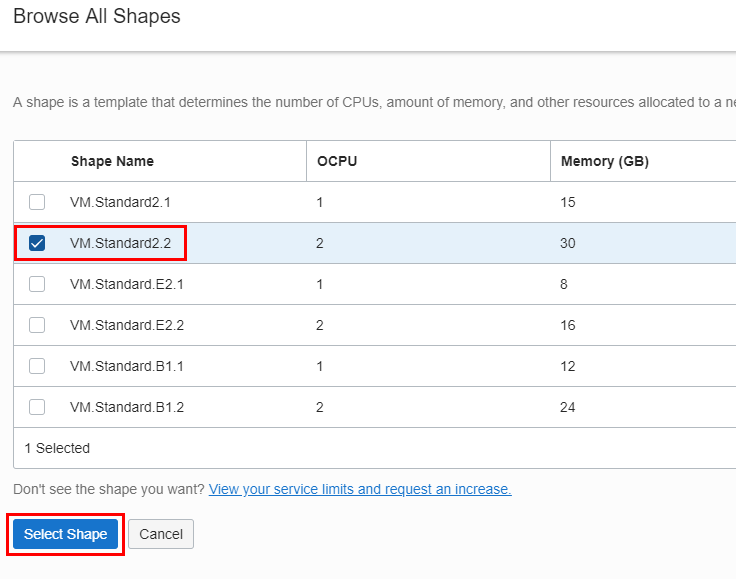 Browse All Shapes
A shape is a template that determines the number of CPUs, amount of memory, and other resources allocated to a
Shape Name OCPU Memory (GB)
VM.Standard2.1 1 15
VM.Standard2.2 2 30
VM.Standard.E2.1 1 8
VM.Standard.E2.2 2 16
VM.Standard.B1.1 1 12
VM.Standard.B1.2 2 24
1 Selected
Don't see the shape you want? View your service limits and request an increase.
Select Shape Cancel